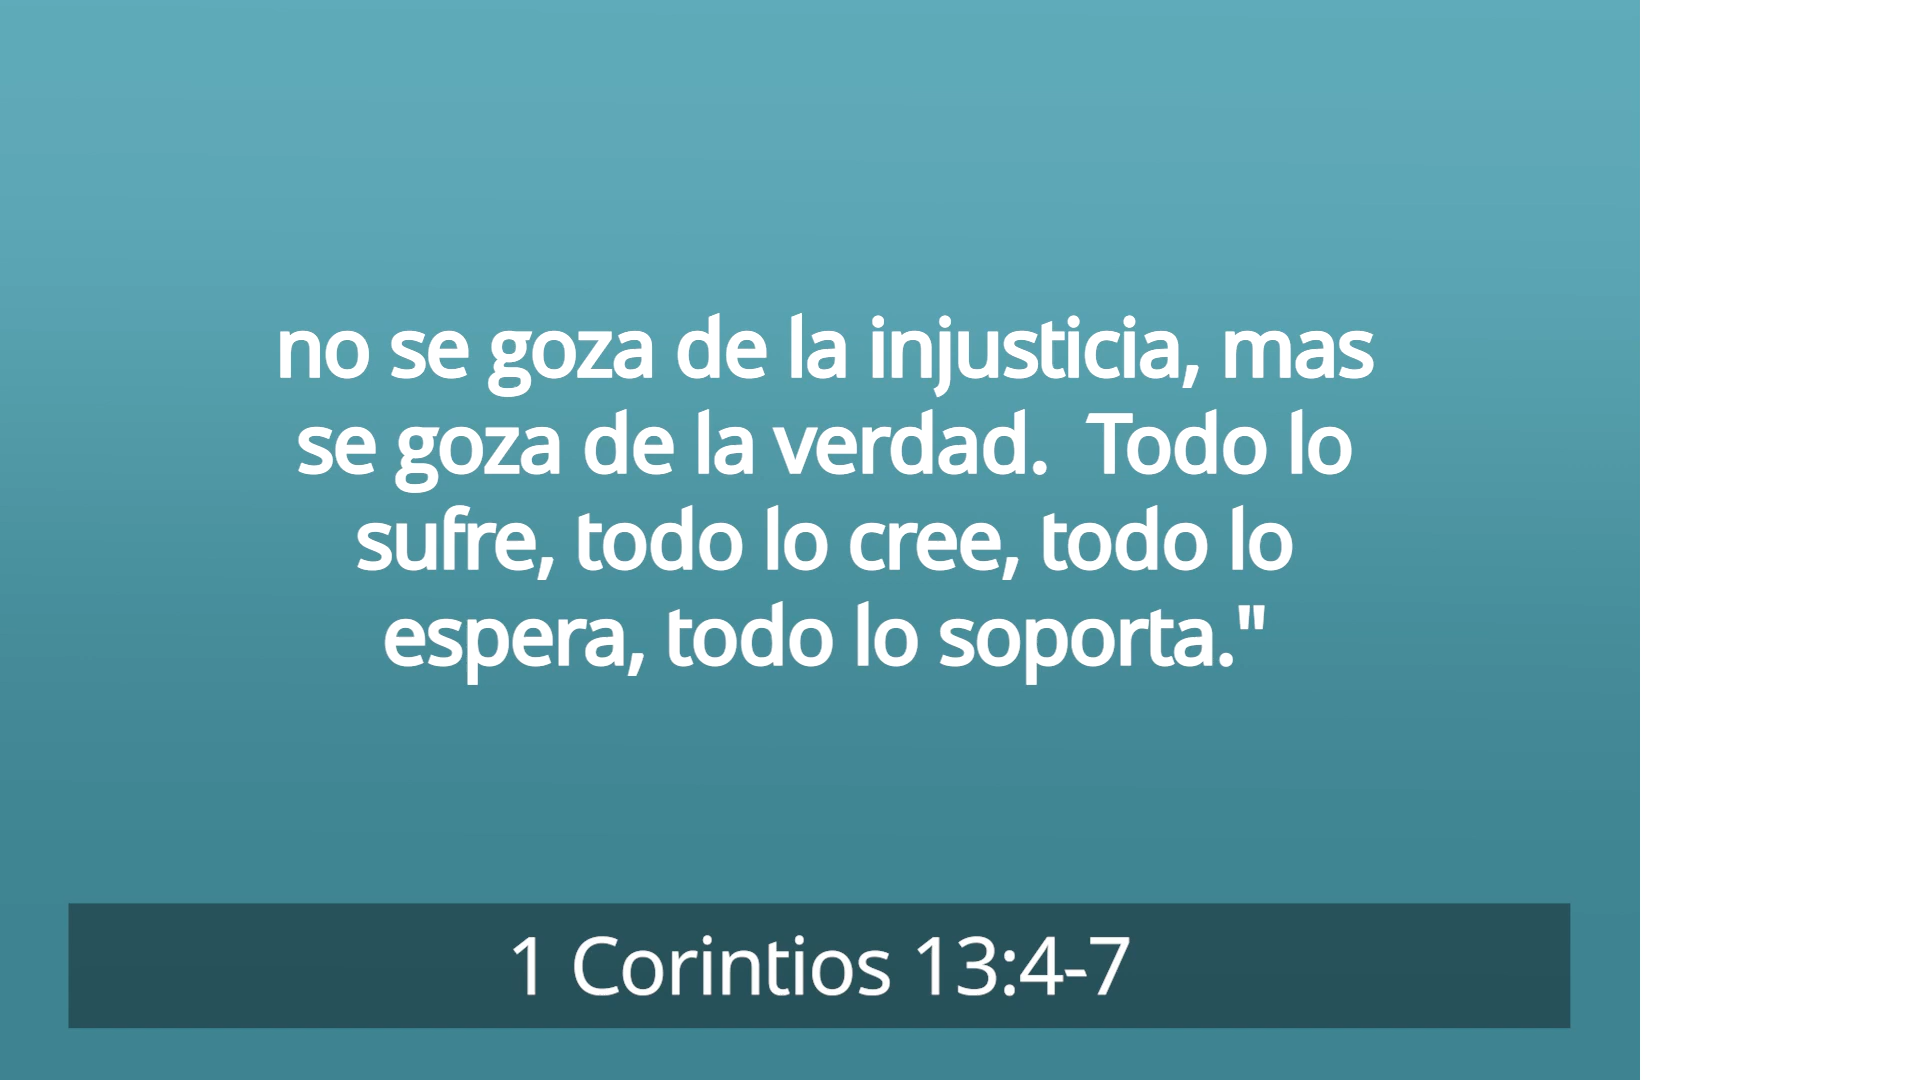 no se goza de la injusticia, mas
se goza de la verdad.  Todo lo
sufre, todo lo cree, todo lo
espera, todo lo soporta."
1 Corintios 13:4-7